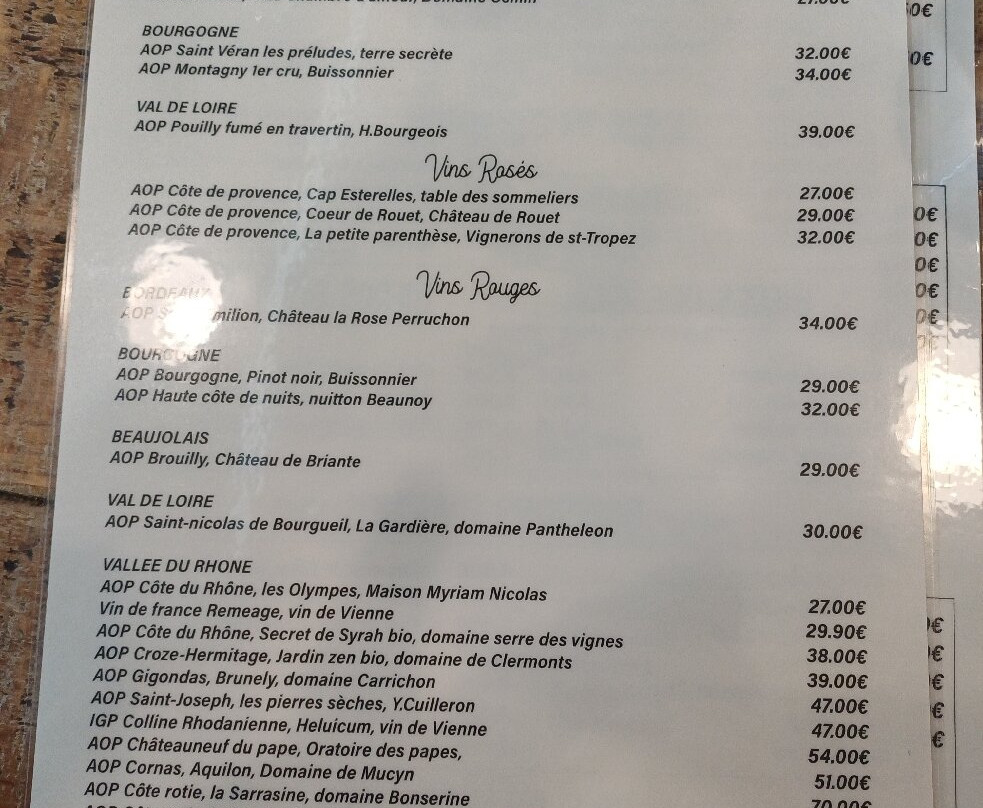 BOURGOGNE
AOP Saint Véran les préludes, terre secrète 32.00€
AOP Montagny 1er cru, Buissonnier 34.00€
VAL DE LOIRE
AOP Pouilly fumé en travertin, H.Bourgeois 39.00€
Vins Rosés
AOP Côte de provence, Cap Esterelles, table des sommeliers 27.00€
AOP Côte de provence, Coeur de Rouet, Château de Rouet 29.00€
AOP Côte de provence, La petite parenthèse, Vignerons de st-Tropez 32.00€
Vins Rouges
BORDEAUX
AOP milion, Château la Rose Perruchon 34.00€
BOURGOGNE
AOP Bourgogne, Pinot noir, Buissonnier 29.00€
AOP Haute côte de nuits, nuitton Beaunoy 32.00€
BEAUJOLAIS
AOP Brouilly, Château de Briante 29.00€
VAL DE LOIRE
AOP Saint-nicolas de Bourgueil, La Gardière, domaine Pantheleon 30.00€
VALLEE DU RHONE
AOP Côte du Rhône, les Olympes, Maison Myriam Nicolas 27.00€
Vin de france Remeage, vin de Vienne 29.90€
AOP Côte du Rhône, Secret de Syrah bio, domaine serre des vignes 38.00€
AOP Croze-Hermitage, Jardin zen bio, domaine de Clermonts 39.00€
AOP Gigondas, Brunely, domaine Carrichon 47.00€
AOP Saint-Joseph, les pierres sèches, Y.Cuilleron 47.00€
IGP Colline Rhodanienne, Heluicum, vin de Vienne 54.00€
AOP Châteauneuf du pape, Oratoire des papes, 51.00€
AOP Cornas, Aquilon, Domaine de Mucyn 70.00€
AOP Côte rotie, la Sarrasine, domaine Bonserine